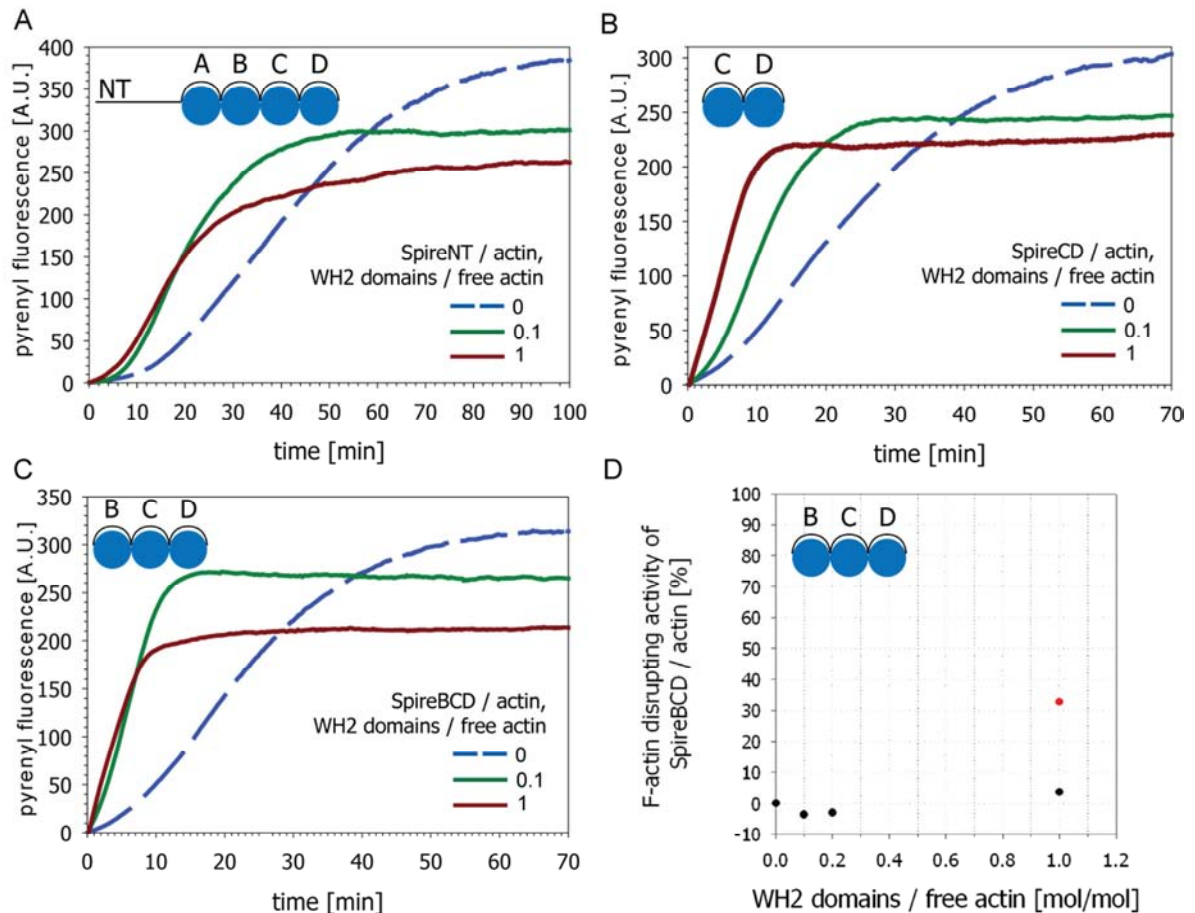 A
pyrenyl fluorescence [A.U.]
400
350
300
250
200
150
100
50
0
NT
A B C D
SpireNT / actin,
WH2 domains / free actin
0
0.1
1
0 10 20 30 40 50 60 70 80 90 100
time [min]
B
pyrenyl fluorescence [A.U.]
300
250
200
150
100
50
0
C D
SpireCD / actin,
WH2 domains / free actin
0
0.1
1
0 10 20 30 40 50 60 70
time [min]
C
pyrenyl fluorescence [A.U.]
350
300
250
200
150
100
50
0
B C D
SpireBCD / actin,
WH2 domains / free actin
0
0.1
1
0 10 20 30 40 50 60 70
time [min]
D
F-actin disrupting activity of
SpireBCD / actin [%]
100
90
80
70
60
50
40
30
20
10
0
-10
B C D
0.0 0.2 0.4 0.6 0.8 1.0 1.2
WH2 domains / free actin [mol/mol]